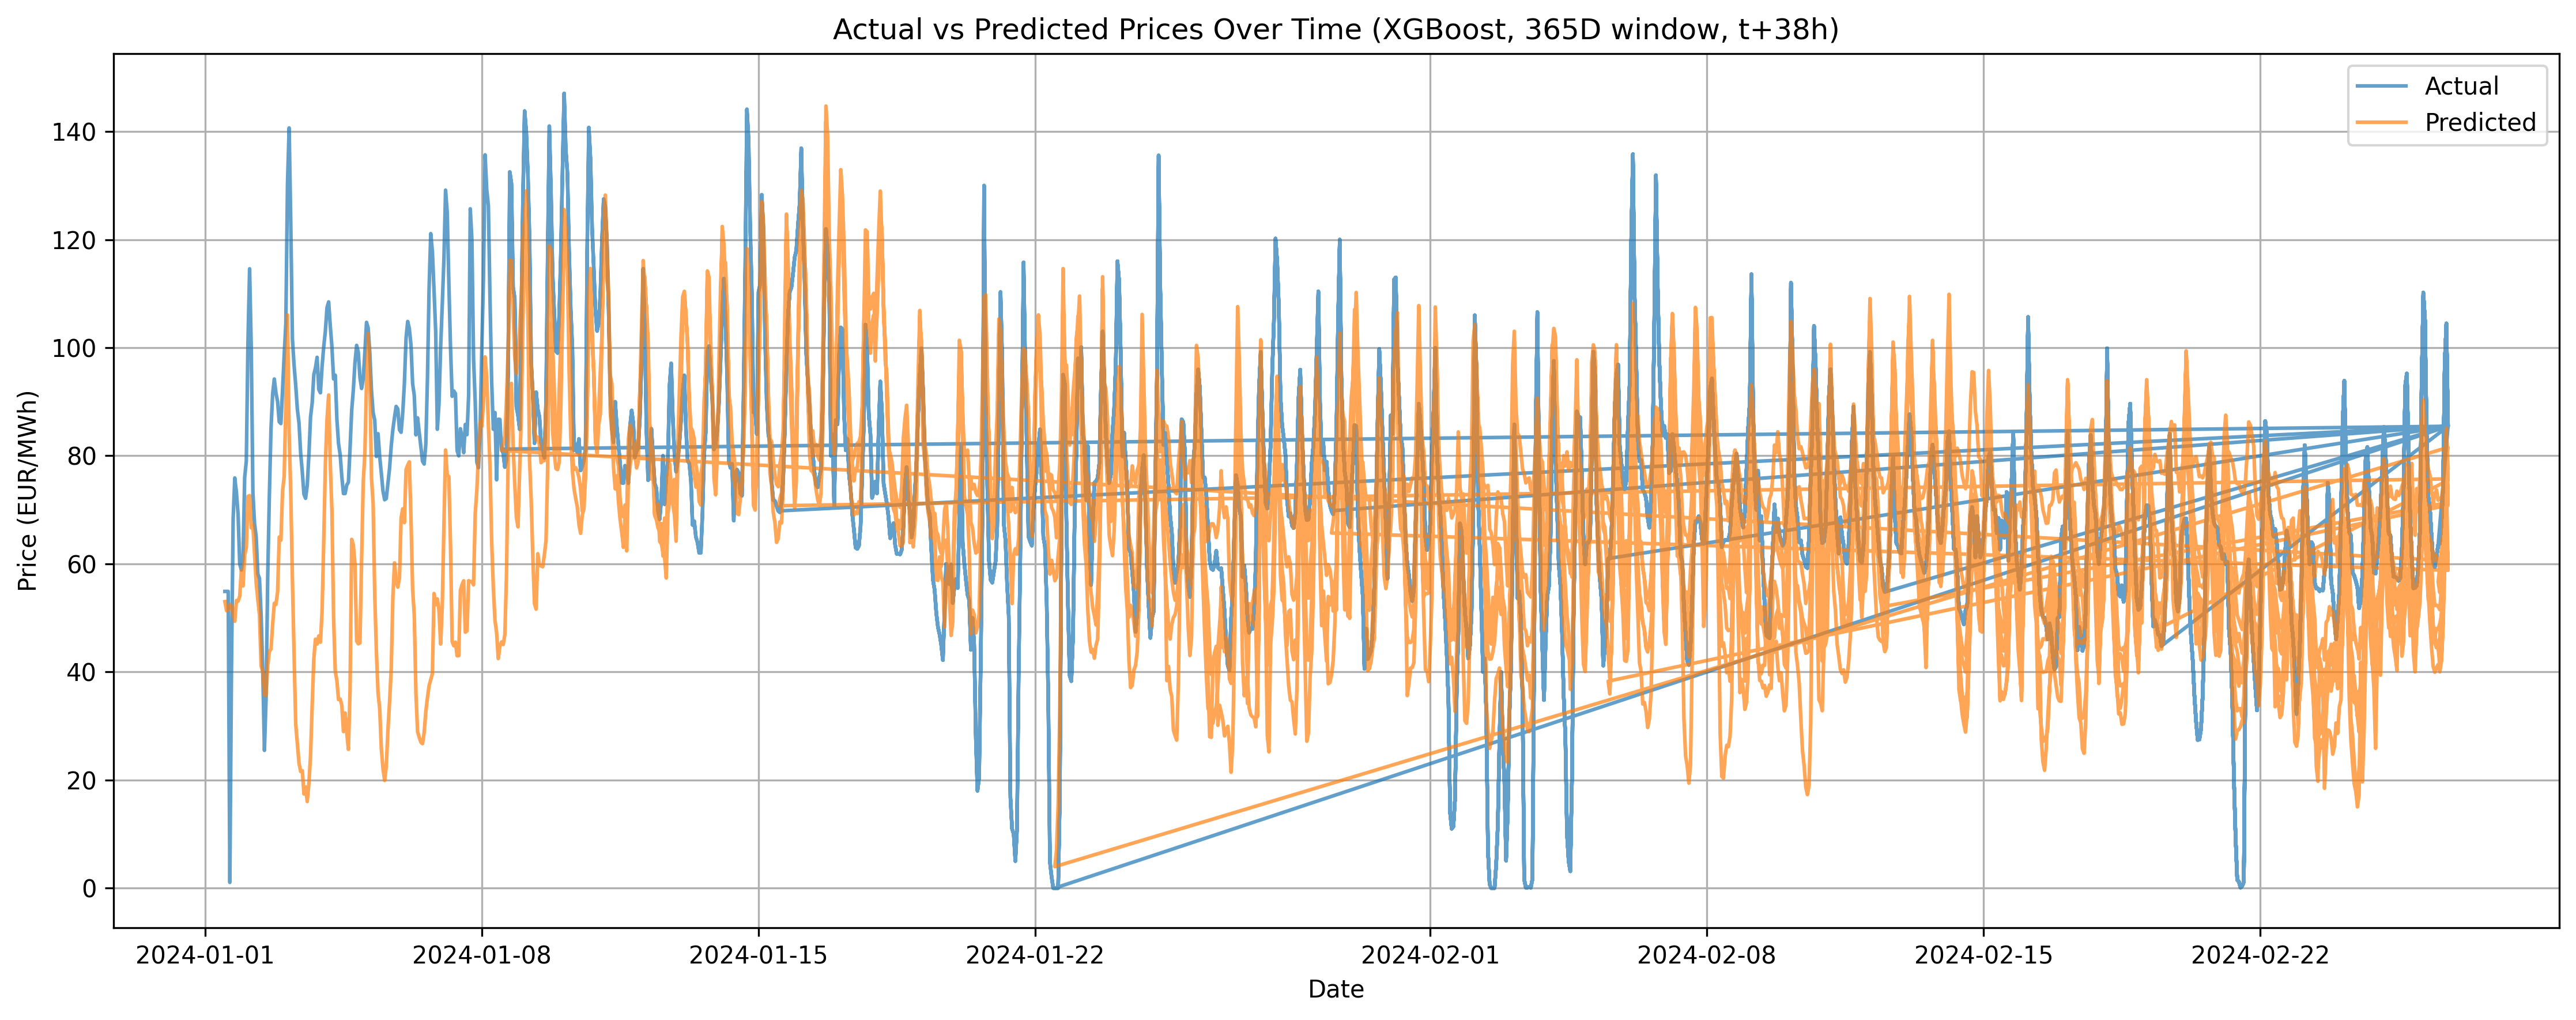 Actual vs Predicted Prices Over Time (XGBoost, 365D window, t+38h)
Actual
Predicted
Price (EUR/MWh)
140
120
100
80
60
40
20
0
2024-01-01 2024-01-08 2024-01-15 2024-01-22 2024-02-01 2024-02-08 2024-02-15 2024-02-22
Date